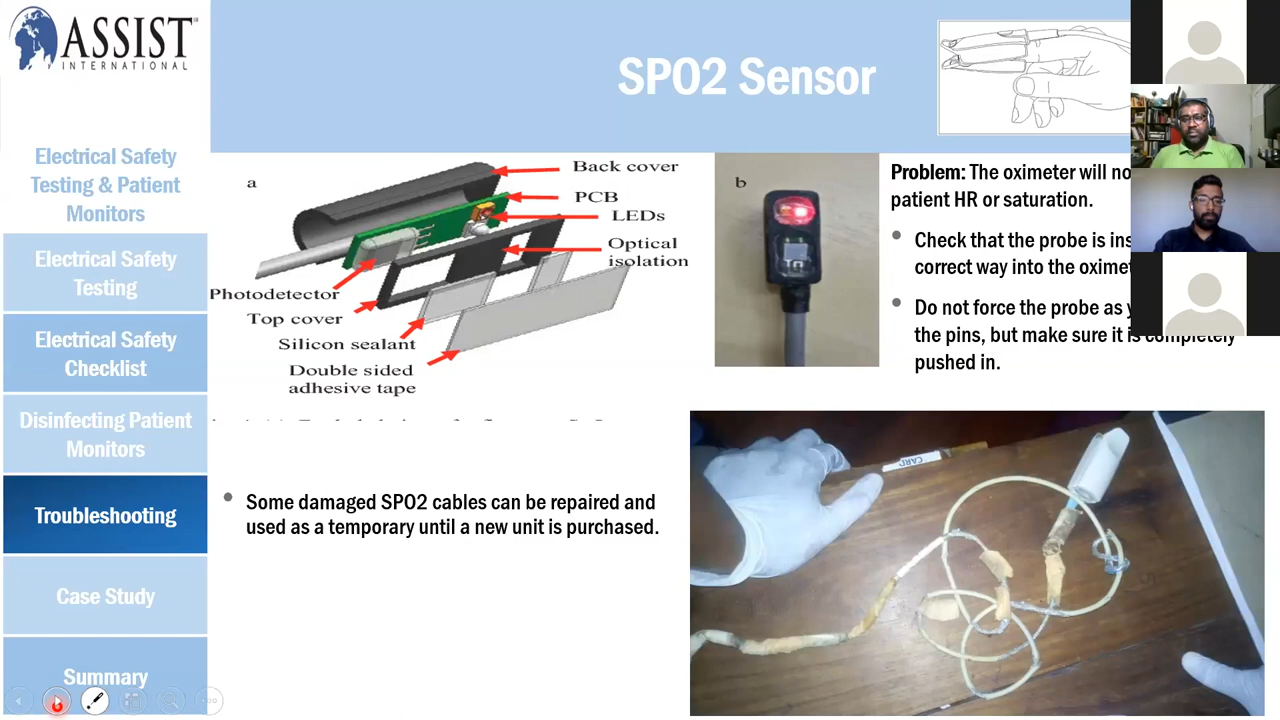 ASSIST
INTERNATIONAL
SPO2 Sensor
Electrical Safety
Testing & Patient
Monitors
Electrical Safety
Testing
Electrical Safety
Checklist
Disinfecting Patient
Monitors
Troubleshooting
Case Study
Summary
a
Back cover
PCB
LEDs
Optical
isolation
Photodetector
Top cover
Silicon sealant
Double sided
adhesive tape
b
Problem: The oximeter will
patient HR or saturation.
Check that the probe is
correct way into the
Do not force the probe as
the pins, but make sure it is completely
pushed in.
Some damaged SPO2 cables can be repaired and
used as a temporary until a new unit is purchased.
CARP